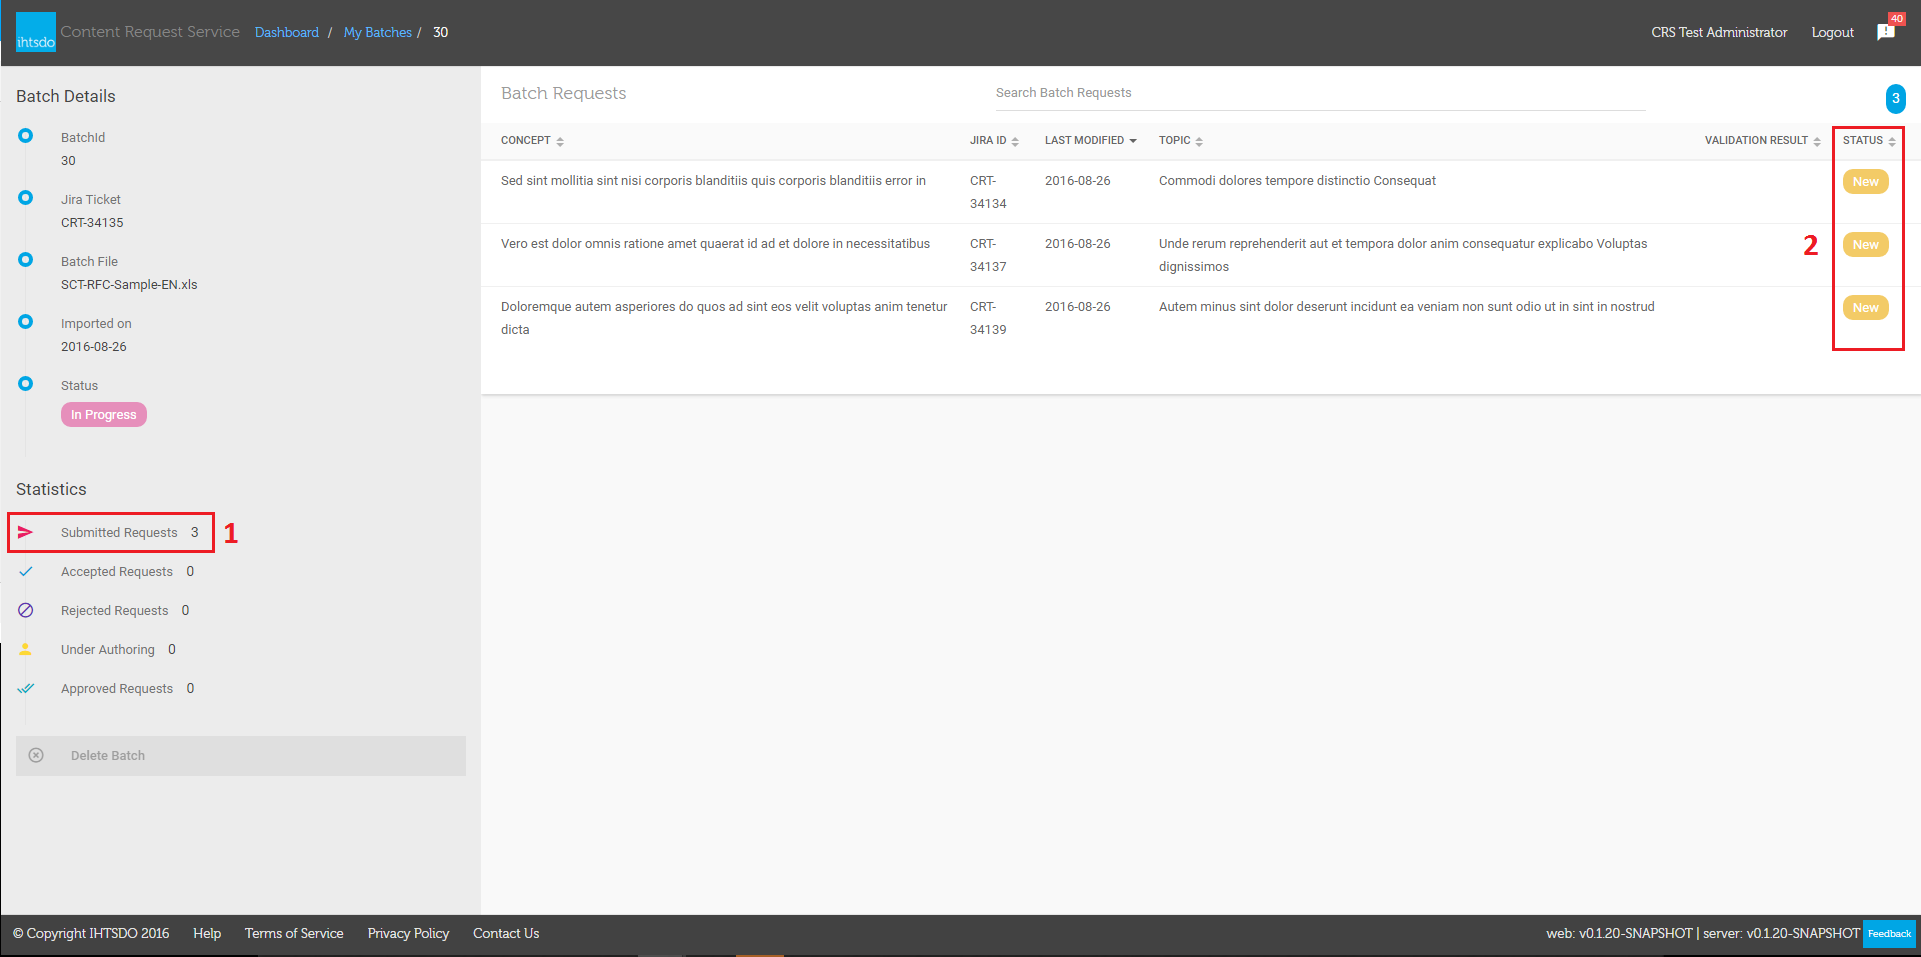 ihtsdo Content Request Service Dashboard / My Batches / 30 CRS Test Administrator Logout 40
Batch Details
BatchId
30
Jira Ticket
CRT-34135
Batch File
SCT-RFC-Sample-EN.xls
Imported on
2016-08-26
Status
In Progress
Statistics
Submitted Requests 3 1
Accepted Requests 0
Rejected Requests 0
Under Authoring 0
Approved Requests 0
Delete Batch
Batch Requests Search Batch Requests 3
CONCEPT JIRA ID LAST MODIFIED TOPIC VALIDATION RESULT STATUS
Sed sint mollitia sint nisi corporis blanditiis quis corporis blanditiis error in CRT- 2016-08-26 Commodi dolores tempore distinctio Consequat New
34134
Vero est dolor omnis ratione amet quaerat id ad et dolore in necessitatibus CRT- 2016-08-26 Unde rerum reprehenderit aut et tempora dolor anim consequatur explicabo Voluptas 2 New
34137 dignissimos
Doloremque autem asperiores do quos ad sint eos velit voluptas anim tenetur CRT- 2016-08-26 Autem minus sint dolor deserunt incidunt ea veniam non sunt odio ut in sint in nostrud New
dicta 34139
© Copyright IHTSDO 2016 Help Terms of Service Privacy Policy Contact Us web: v0.1.20-SNAPSHOT | server: v0.1.20-SNAPSHOT Feedback